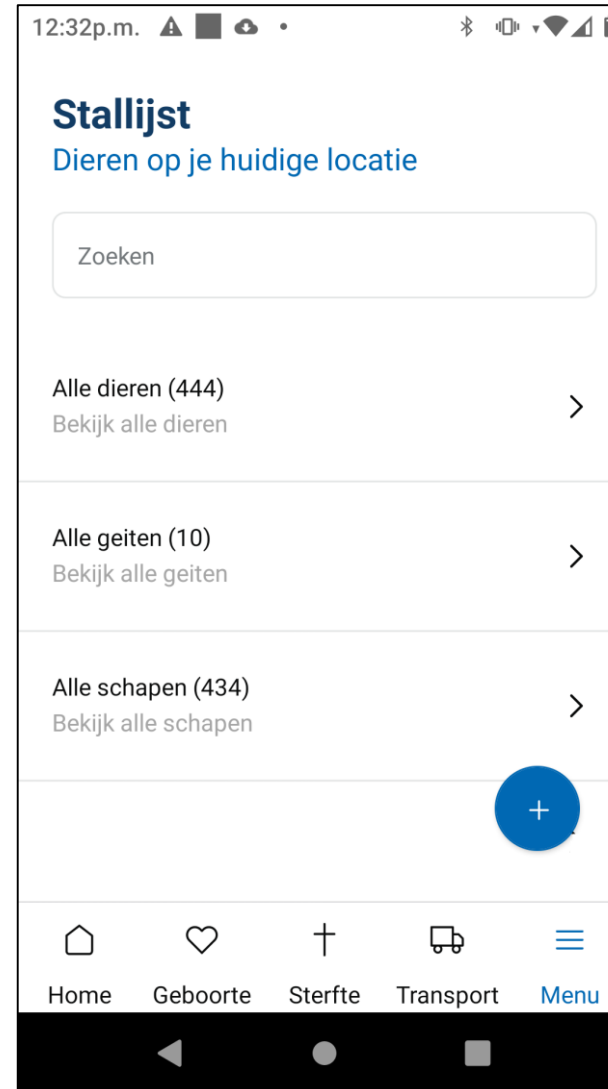 12:32p.m.
Stallijst
Dieren op je huidige locatie
Zoeken
Alle dieren (444)
Bekijk alle dieren
Alle geiten (10)
Bekijk alle geiten
Alle schapen (434)
Bekijk alle schapen
Home Geboorte Sterfte Transport Menu